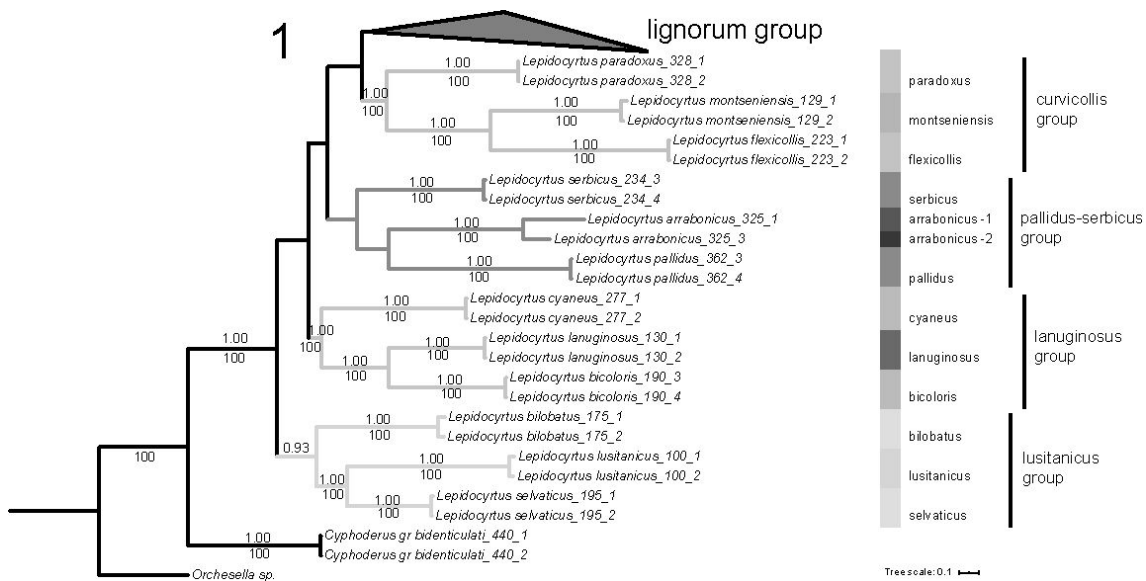 1
lignorum group
1.00
100
Lepidocyrtus paradoxus_328_1
Lepidocyrtus paradoxus_328_2
1.00
100
1.00
100
Lepidocyrtus montseniensis_129_1
Lepidocyrtus montseniensis_129_2
1.00
100
1.00
100
Lepidocyrtus flexicollis_223_1
Lepidocyrtus flexicollis_223_2
1.00
100
Lepidocyrtus serbicus_234_3
Lepidocyrtus serbicus_234_4
1.00
100
Lepidocyrtus arrabonicus_325_1
Lepidocyrtus arrabonicus_325_3
1.00
100
Lepidocyrtus pallidus_362_3
Lepidocyrtus pallidus_362_4
1.00
100
Lepidocyrtus cyaneus_277_1
Lepidocyrtus cyaneus_277_2
1.00
100
1.00
100
Lepidocyrtus lanuginosus_130_1
Lepidocyrtus lanuginosus_130_2
1.00
100
1.00
100
Lepidocyrtus bicoloris_190_3
Lepidocyrtus bicoloris_190_4
1.00
100
0.93
1.00
100
Lepidocyrtus bilobatus_175_1
Lepidocyrtus bilobatus_175_2
1.00
100
Lepidocyrtus lusitanicus_100_1
Lepidocyrtus lusitanicus_100_2
1.00
100
1.00
100
Lepidocyrtus selvaticus_195_1
Lepidocyrtus selvaticus_195_2
100
1.00
100
Cyphoderus gr bidenticulati_440_1
Cyphoderus gr bidenticulati_440_2
Orchesella sp.
paradoxus
montseniensis
flexicollis
curvicollis
group
serbicus
arrabonicus -1
arrabonicus -2
pallidus
pallidus-serbicus
group
cyaneus
lanuginosus
bicoloris
lanuginosus
group
bilobatus
lusitanicus
selvaticus
lusitanicus
group
Tree scale: 0.1